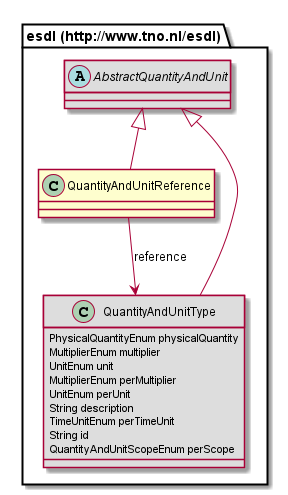 esdl (http://www.tno.nl/esdl)
A AbstractQuantityAndUnit
C QuantityAndUnitReference
reference
C QuantityAndUnitType
PhysicalQuantityEnum physicalQuantity
MultiplierEnum multiplier
UnitEnum unit
MultiplierEnum perMultiplier
UnitEnum perUnit
String description
TimeUnitEnum perTimeUnit
String id
QuantityAndUnitScopeEnum perScope